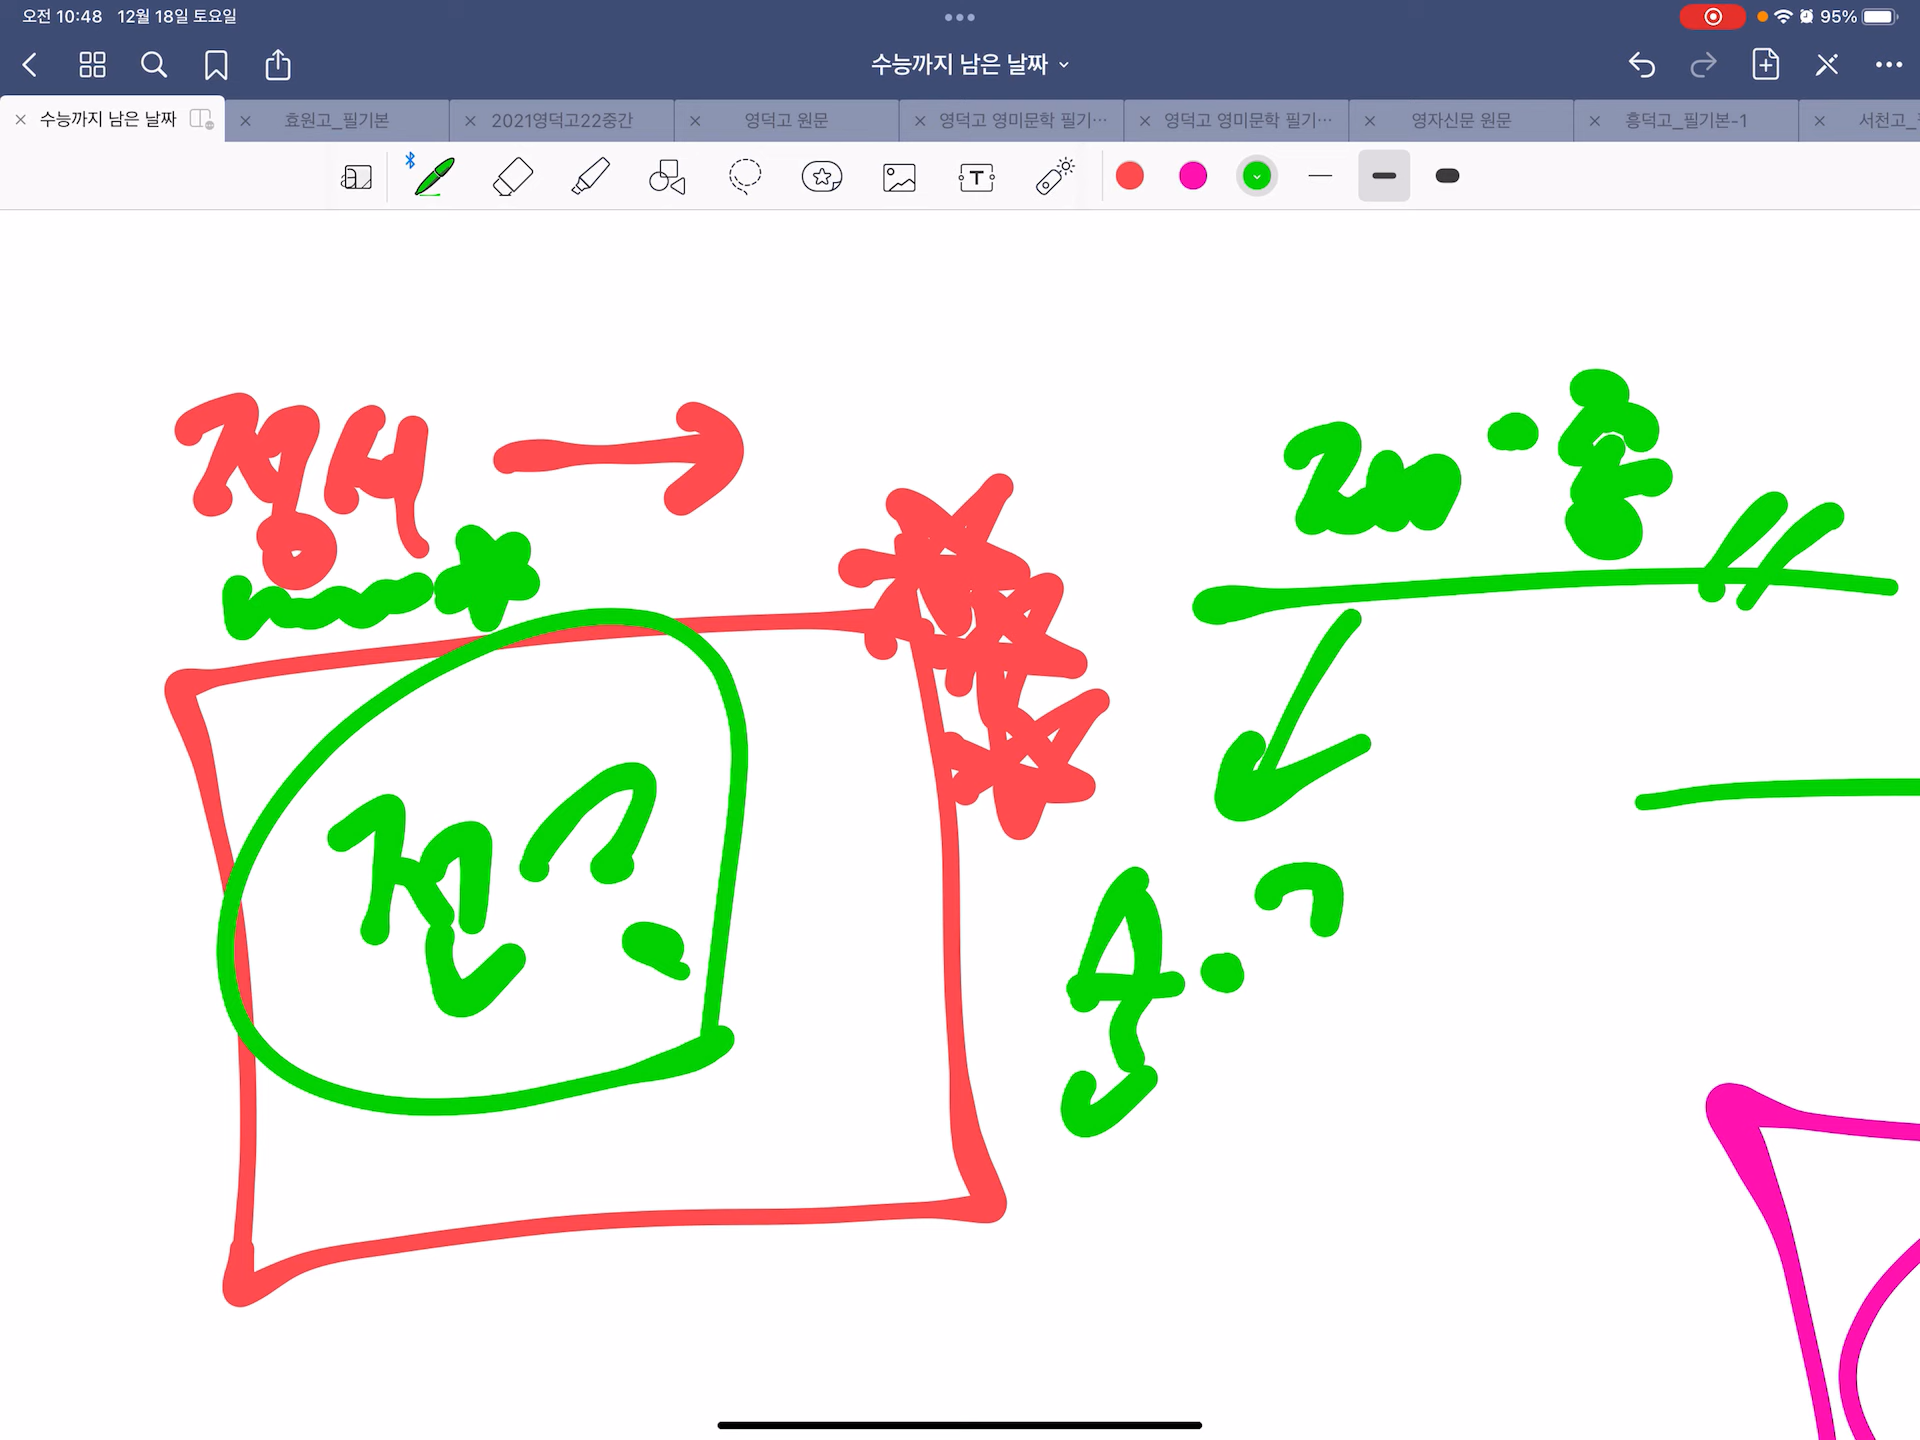 오전 10:48 12월 18일 토요일
95%
수능까지 남은 날짜
수능까지 남은 날짜
효원고_필기본
2021영덕고22중간
영덕고 원문
영덕고 영미문학 필기…
영덕고 영미문학 필기…
영자신문 원문
흥덕고_필기본-1
서천고_
정시